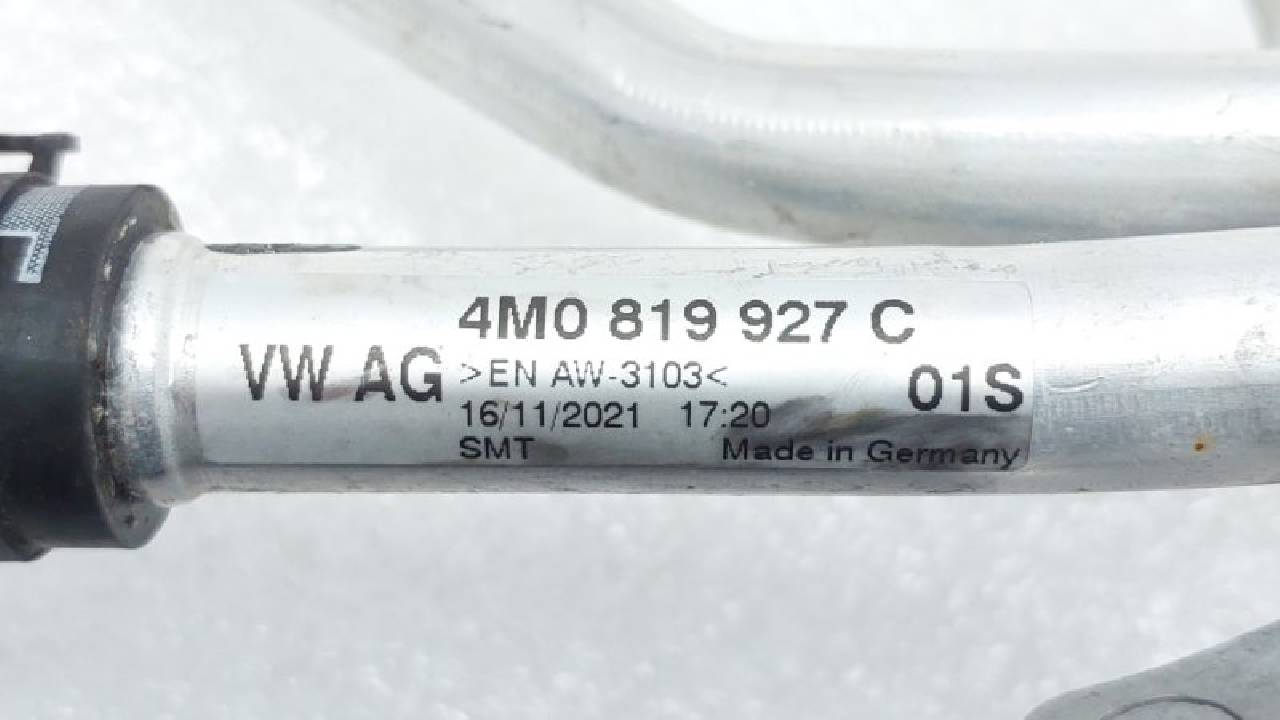 4M0 819 927 C
VW AG >EN AW-3103< 01S
16/11/2021 17:20
SMT Made in Germany